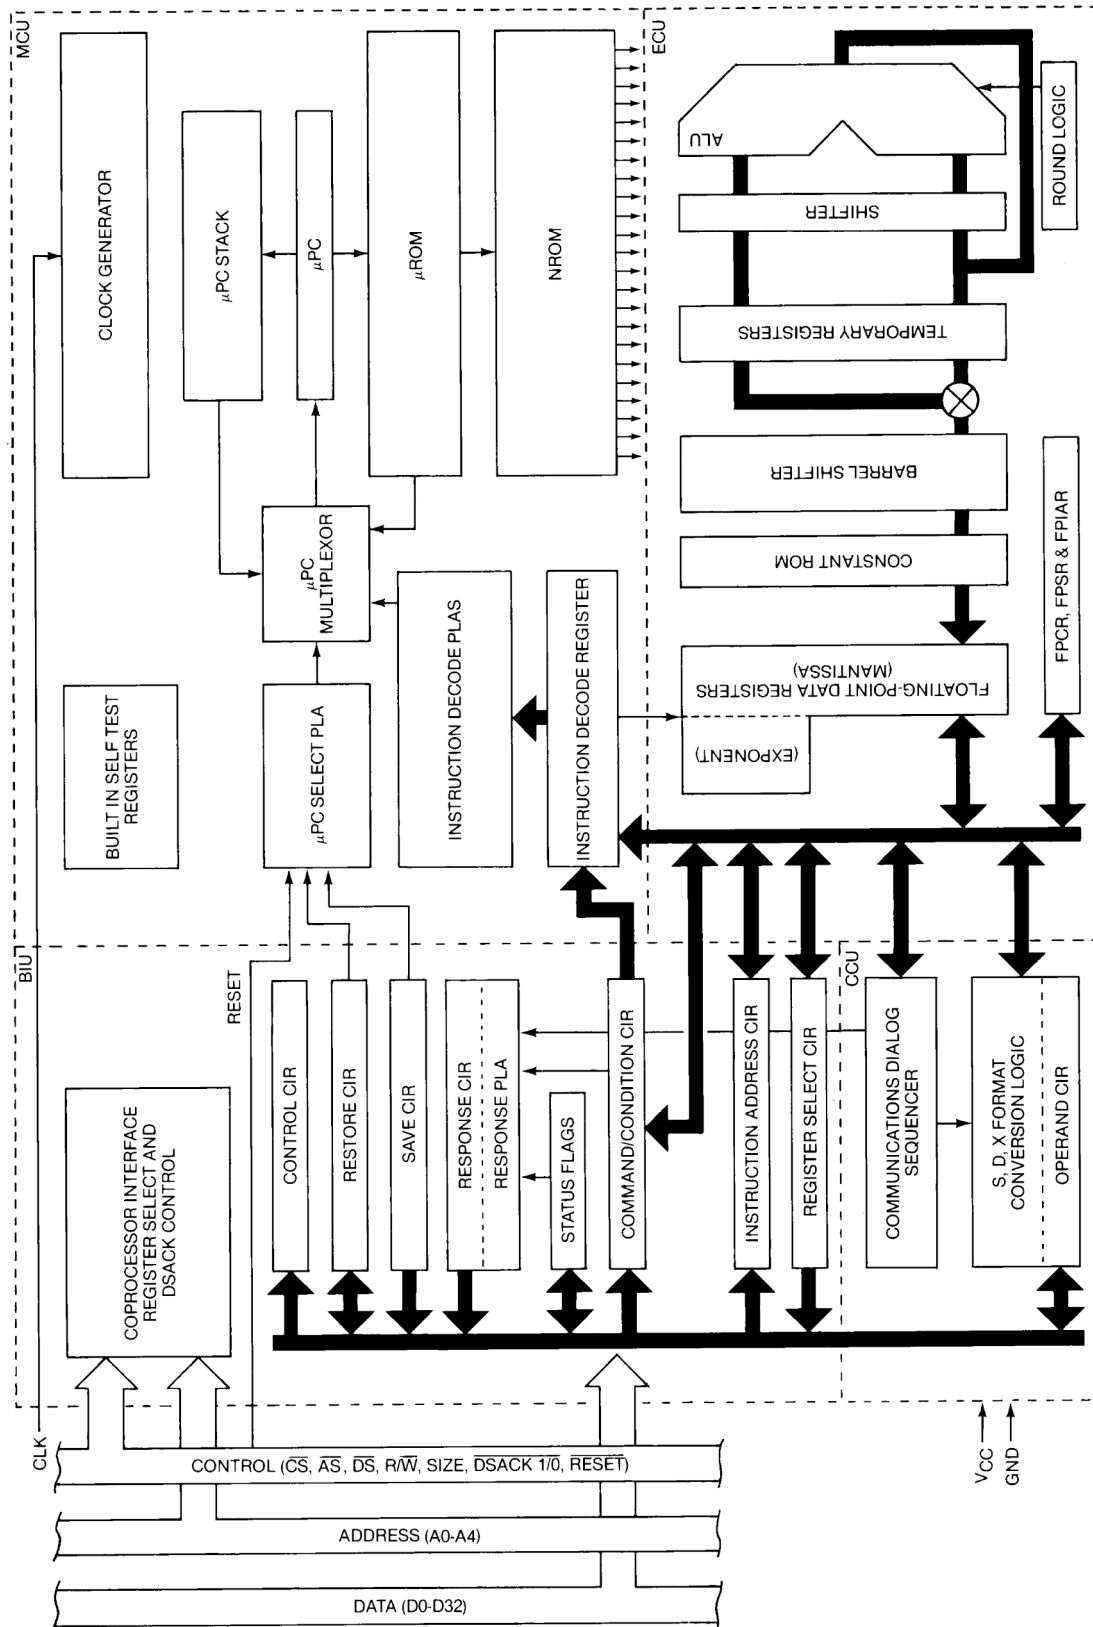 MCU
CLOCK GENERATOR
μPC STACK
μPC
μROM
NROM
μPC
MULTIPLEXOR
BUILT IN SELF TEST
REGISTERS
μPC SELECT PLA
INSTRUCTION DECODE PLAS
INSTRUCTION DECODE REGISTER
ECU
ALU
ROUND LOGIC
SHIFTER
TEMPORARY REGISTERS
BARREL SHIFTER
CONSTANT ROM
FLOATING-POINT DATA REGISTERS
(MANTISSA)
(EXPONENT)
FPCR, FPSR & FPIAR
BIU
RESET
COPROCESSOR INTERFACE
REGISTER SELECT AND
DSACK CONTROL
CONTROL CIR
RESTORE CIR
SAVE CIR
RESPONSE CIR
RESPONSE PLA
STATUS FLAGS
COMMAND/CONDITION CIR
INSTRUCTION ADDRESS CIR
REGISTER SELECT CIR
CCU
COMMUNICATIONS DIALOG
SEQUENCER
S, D, X FORMAT
CONVERSION LOGIC
OPERAND CIR
CLK
CONTROL (C̅S̅, A̅S̅, D̅S̅, R/W̅, SIZE, D̅S̅A̅C̅K̅ 1̅/̅0̅, R̅E̅S̅E̅T̅)
ADDRESS (A0-A4)
DATA (D0-D32)
VCC
GND